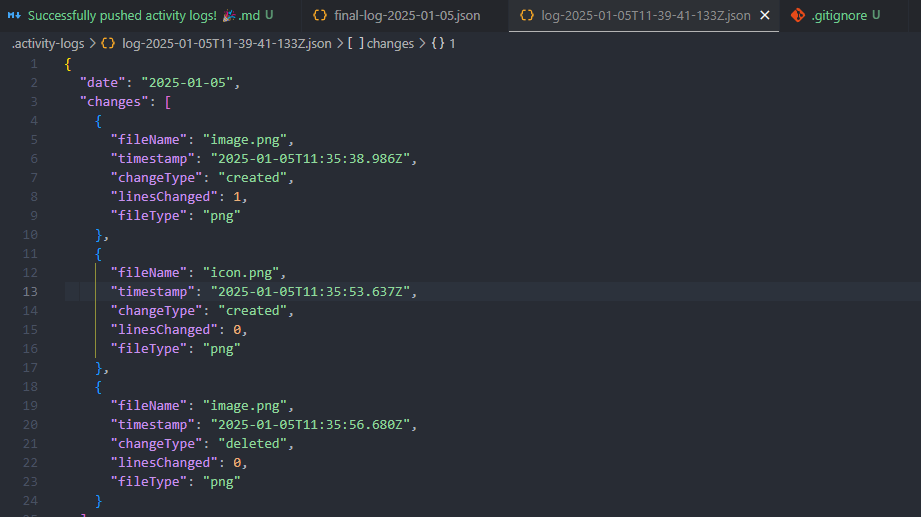 Successfully pushed activity logs! 🎉.md U
final-log-2025-01-05.json
log-2025-01-05T11-39-41-133Z.json
.gitignore U
.activity-logs > {} log-2025-01-05T11-39-41-133Z.json > [ ] changes > {} 1
1 {
2 "date": "2025-01-05",
3 "changes": [
4 {
5 "fileName": "image.png",
6 "timestamp": "2025-01-05T11:35:38.986Z",
7 "changeType": "created",
8 "linesChanged": 1,
9 "fileType": "png"
10 },
11 {
12 "fileName": "icon.png",
13 "timestamp": "2025-01-05T11:35:53.637Z",
14 "changeType": "created",
15 "linesChanged": 0,
16 "fileType": "png"
17 },
18 {
19 "fileName": "image.png",
20 "timestamp": "2025-01-05T11:35:56.680Z",
21 "changeType": "deleted",
22 "linesChanged": 0,
23 "fileType": "png"
24 }